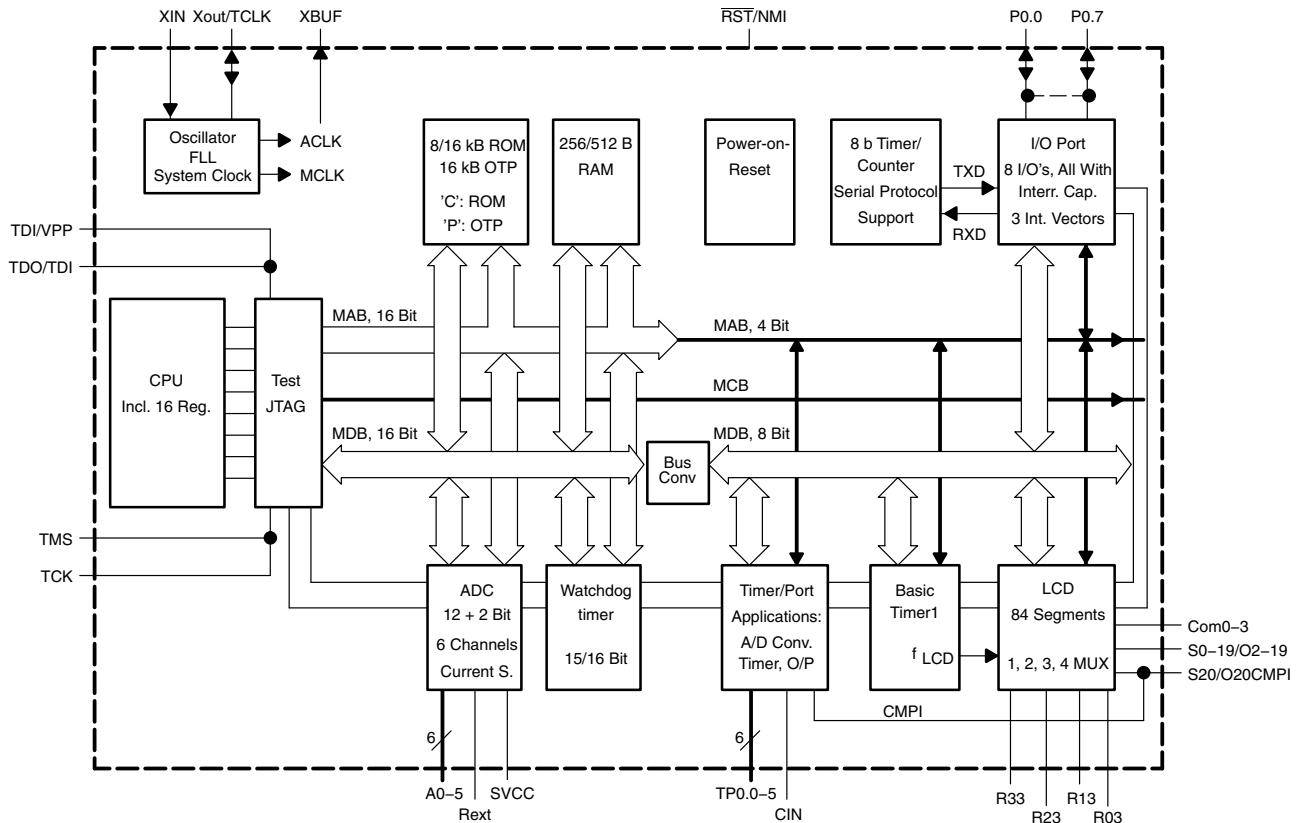 XIN
Xout/TCLK
XBUF
RST/NMI
P0.0
P0.7
Oscillator
FLL
System Clock
ACLK
MCLK
8/16 kB ROM
16 kB OTP
'C': ROM
'P': OTP
256/512 B
RAM
Power-on-
Reset
8 b Timer/
Counter
Serial Protocol
Support
TXD
RXD
I/O Port
8 I/O's, All With
Interr. Cap.
3 Int. Vectors
TDI/VPP
TDO/TDI
CPU
Incl. 16 Reg.
Test
JTAG
MAB, 16 Bit
MAB, 4 Bit
MCB
MDB, 16 Bit
MDB, 8 Bit
Bus
Conv
TMS
TCK
ADC
12 + 2 Bit
6 Channels
Current S.
Watchdog
timer
15/16 Bit
Timer/Port
Applications:
A/D Conv.
Timer, O/P
Basic
Timer1
f LCD
LCD
84 Segments
1, 2, 3, 4 MUX
Com0–3
S0–19/O2–19
S20/O20CMPI
CMPI
6
6
A0–5
Rext
SVCC
TP0.0–5
CIN
R33
R23
R13
R03